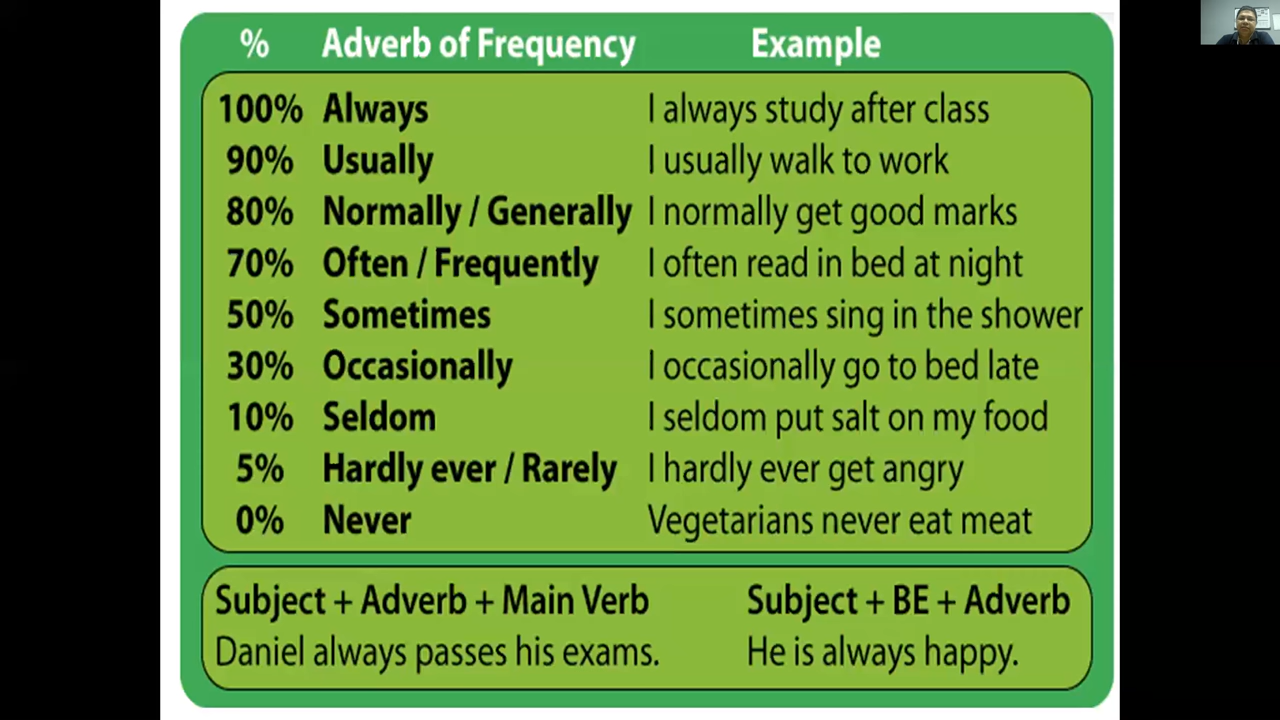 % Adverb of Frequency Example
100% Always I always study after class
90% Usually I usually walk to work
80% Normally / Generally I normally get good marks
70% Often / Frequently I often read in bed at night
50% Sometimes I sometimes sing in the shower
30% Occasionally I occasionally go to bed late
10% Seldom I seldom put salt on my food
5% Hardly ever / Rarely I hardly ever get angry
0% Never Vegetarians never eat meat
Subject + Adverb + Main Verb Subject + BE + Adverb
Daniel always passes his exams. He is always happy.